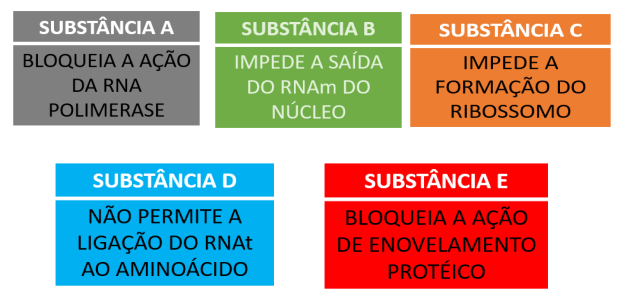 SUBSTÂNCIA A
BLOQUEIA A AÇÃO
DA RNA
POLIMERASE
SUBSTÂNCIA B
IMPEDE A SAÍDA
DO RNAm DO
NÚCLEO
SUBSTÂNCIA C
IMPEDE A
FORMAÇÃO DO
RIBOSSOMO
SUBSTÂNCIA D
NÃO PERMITE A
LIGAÇÃO DO RNAt
AO AMINOÁCIDO
SUBSTÂNCIA E
BLOQUEIA A AÇÃO
DE ENOVELAMENTO
PROTÉICO